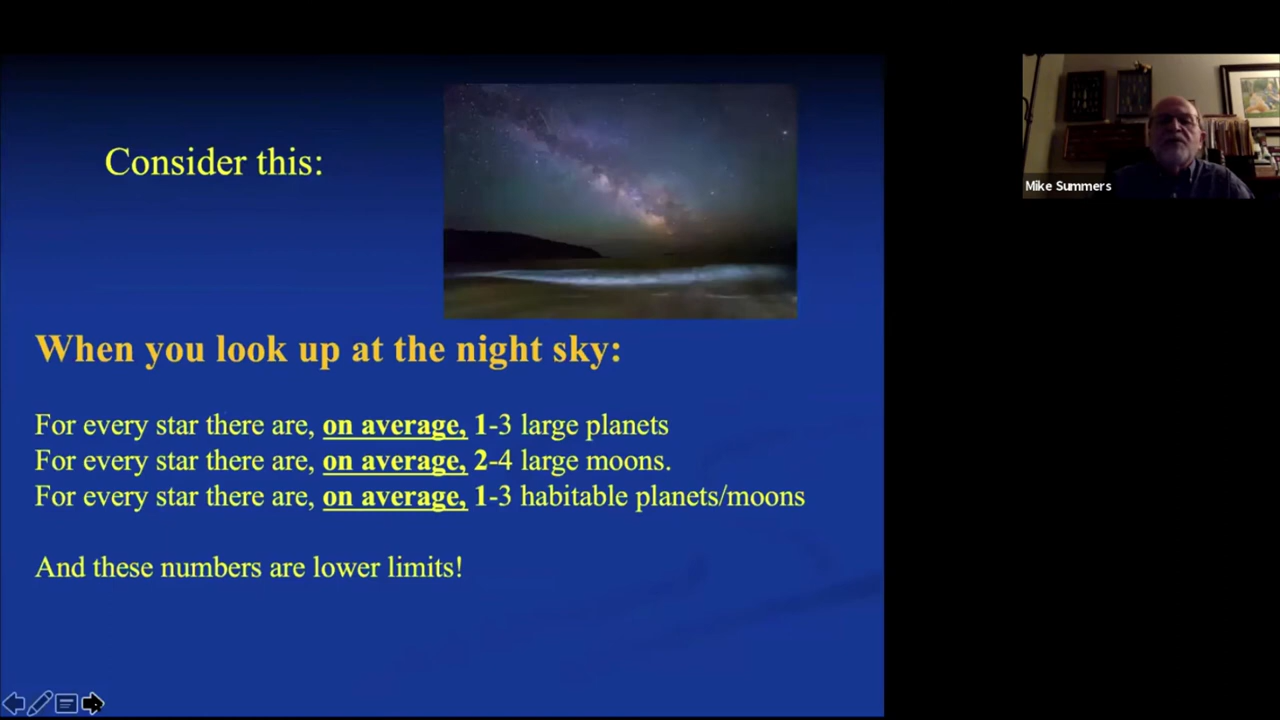 Consider this:
Mike Summers
When you look up at the night sky:
For every star there are, on average, 1-3 large planets
For every star there are, on average, 2-4 large moons.
For every star there are, on average, 1-3 habitable planets/moons
And these numbers are lower limits!